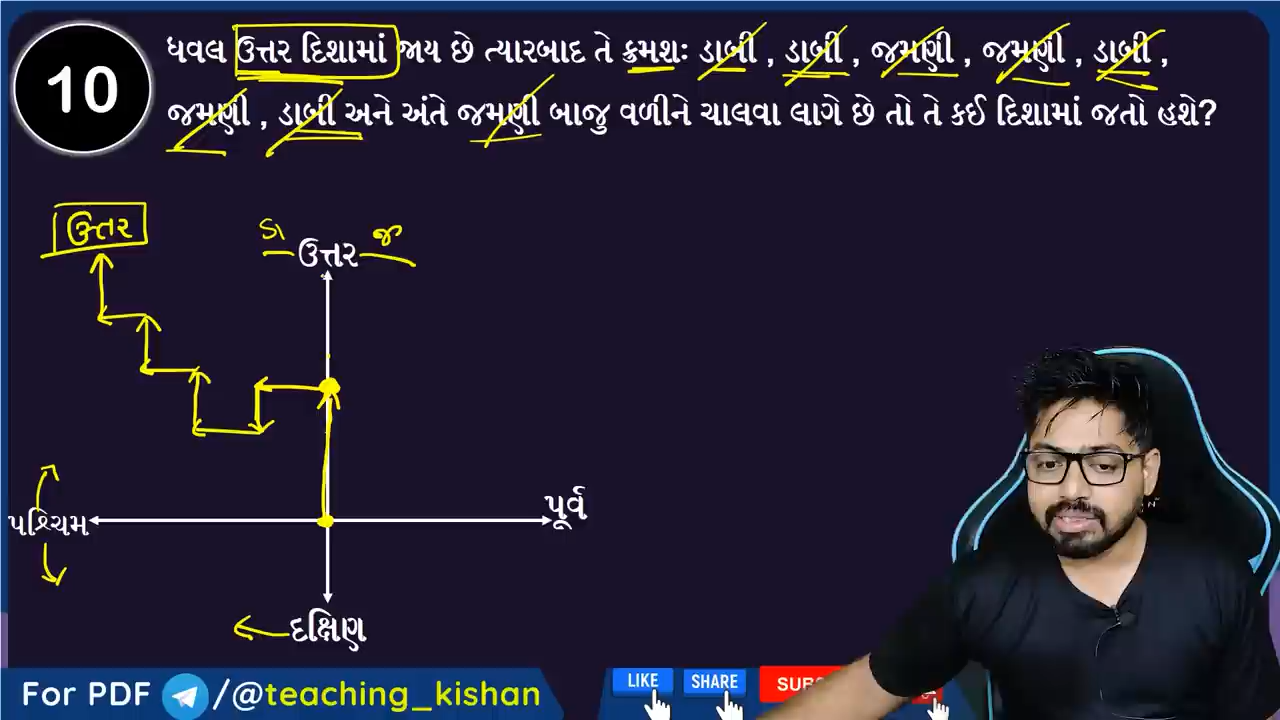 10
ધવલ ઉત્તર દિશામાં જાય છે ત્યારબાદ તે ક્રમશઃ ડાબી , ડાબી , જમણી , જમણી , ડાબી ,
જમણી , ડાબી અને અંતે જમણી બાજુ વળીને ચાલવા લાગે છે તો તે કઈ દિશામાં જતો હશે?
ઉત્તર
ડા જ
ઉત્તર
પશ્ચિમ
પૂર્વ
દક્ષિણ
For PDF /@teaching_kishan
LIKE SHARE